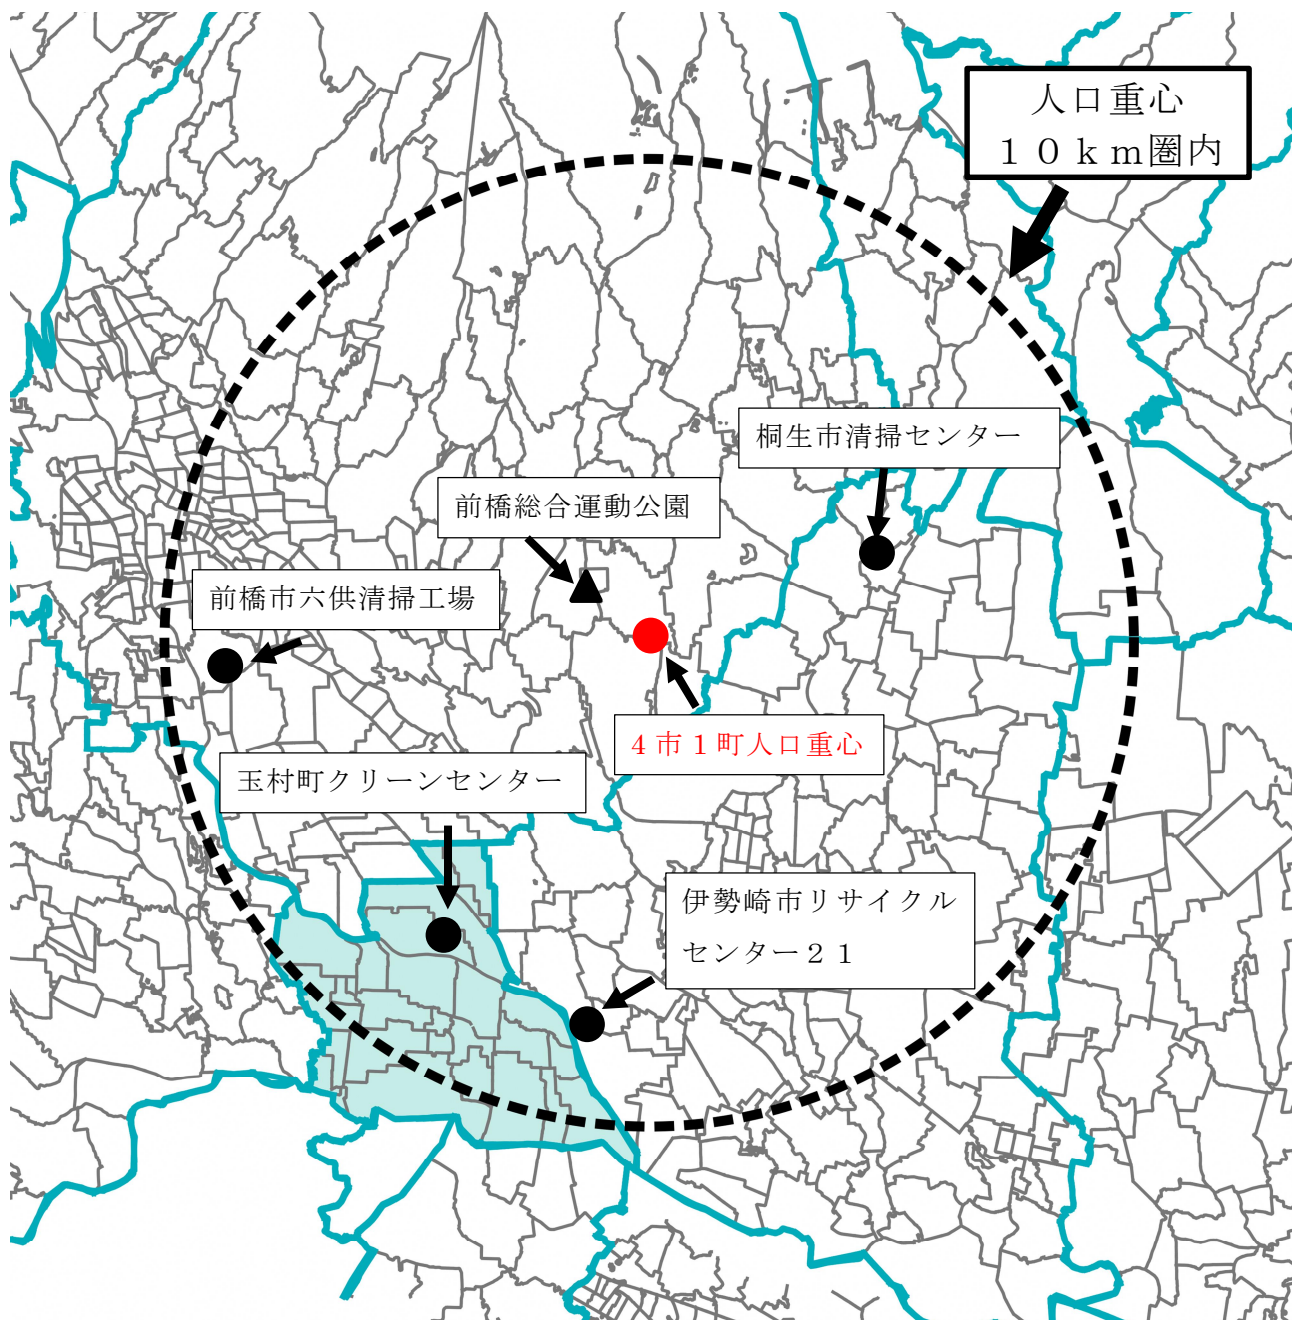 人口重心
１０ｋｍ圏内
桐生市清掃センター
前橋総合運動公園
前橋市六供清掃工場
４市１町人口重心
玉村町クリーンセンター
伊勢崎市リサイクル
センター２１